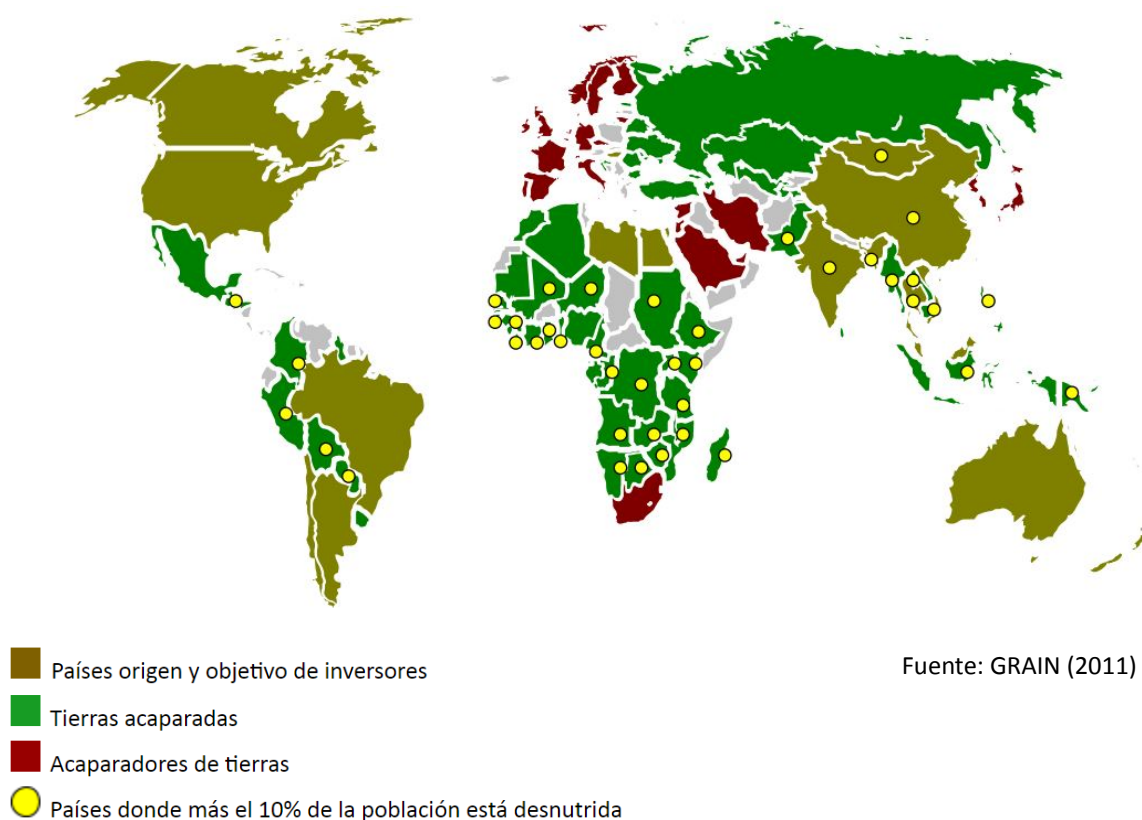 Países origen y objetivo de inversores
Fuente: GRAIN (2011)
Tierras acaparadas
Acaparadores de tierras
Países donde más el 10% de la población está desnutrida